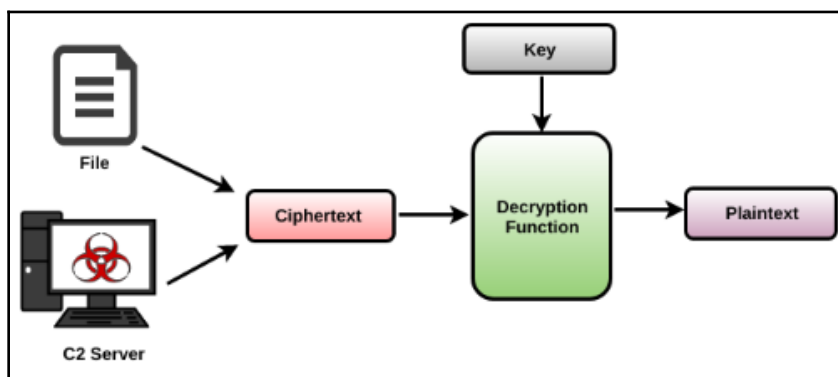 Key
File
Ciphertext
Decryption
Function
Plaintext
C2 Server